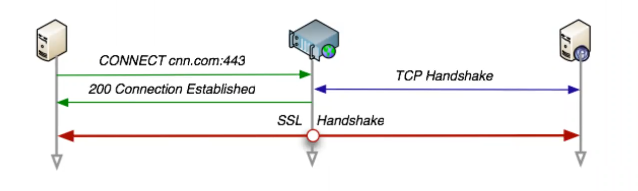 CONNECT cnn.com:443
TCP Handshake
200 Connection Established
SSL Handshake